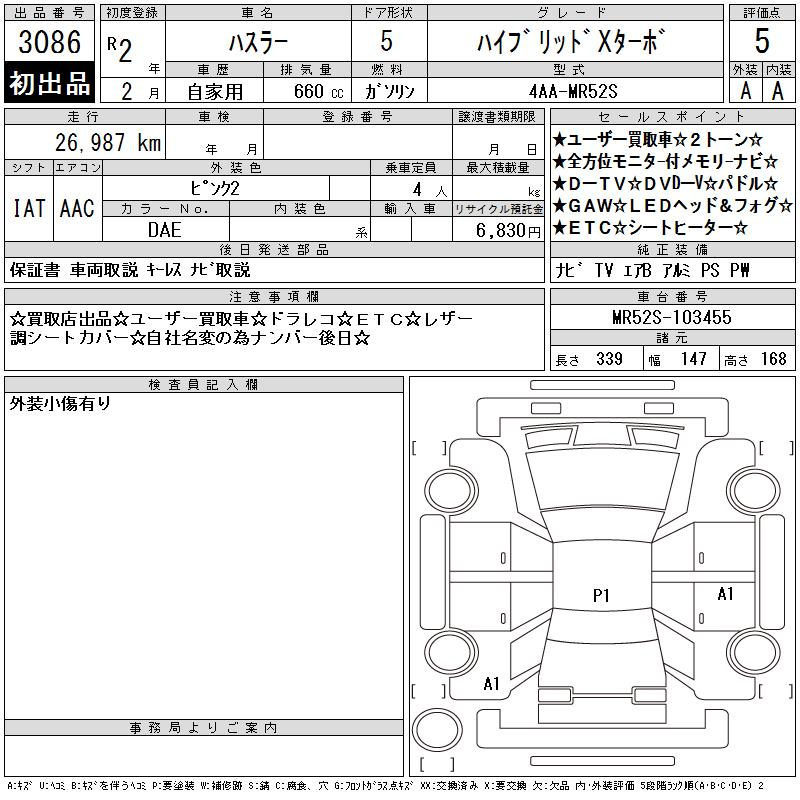 出品番号 初度登録 車名 ドア形状 グレード 評価点
3086 R2年 ﾊｽﾗｰ 5 ﾊｲﾌﾞﾘｯﾄﾞXﾀｰﾎﾞ 5
車歴 排気量 燃料 型式 外装 内装
初出品 2月 自家用 660cc ｶﾞｿﾘﾝ 4AA-MR52S A A
走行 車検 登録番号 譲渡書類期限 セールスポイント
26,987 km 年 月 月 日
★ユーザー買取車☆２トーン☆
シフト エアコン 外装色 乗車定員 最大積載量
★全方位モニター付メモリーナビ☆
IAT AAC ﾋﾟﾝｸ2 4人 kg
★Ｄ－ＴＶ☆ＤＶＤ－Ｖ☆パドル☆
カラーNo. 内装色 輸入車 リサイクル預託金
★ＧＡＷ☆ＬＥＤヘッド＆フォグ☆
DAE 系 6,830円
★ＥＴＣ☆シートヒーター☆
後日発送部品 純正装備
保証書 車両取説 ｷｰﾚｽ ﾅﾋﾞ取説
ﾅﾋﾞ TV ｴｱB ｱﾙﾐ PS PW
注意事項欄 車台番号
☆買取店出品☆ユーザー買取車☆ドラレコ☆ＥＴＣ☆レザー
MR52S-103455
調シートカバー☆自社名変の為ナンバー後日☆
諸元
長さ 339 幅 147 高さ 168
検査員記入欄
外装小傷有り
P1
A1
A1
事務局よりご案内
A:ｷｽﾞ U:ﾍｺﾐ B:ｷｽﾞを伴うﾍｺﾐ P:要塗装 W:補修跡 S:錆 C:腐食、穴 G:ﾌﾛﾝﾄｶﾞﾗｽ点ｷｽﾞ XX:交換済み X:要交換 欠:欠品 内・外装評価 5段階ﾗﾝｸ順(A・B・C・D・E) 2